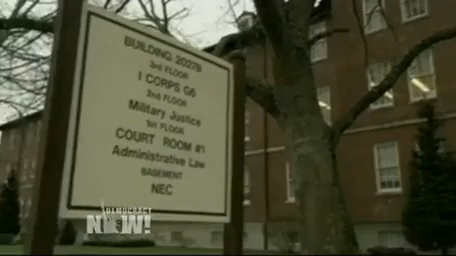 BUILDING 2027B
3rd FLOOR
I CORPS G6
2nd FLOOR
Military Justice
1st FLOOR
COURT ROOM #1
Administrative Law
BASEMENT
NEC
DEMOCRACY
NOW!